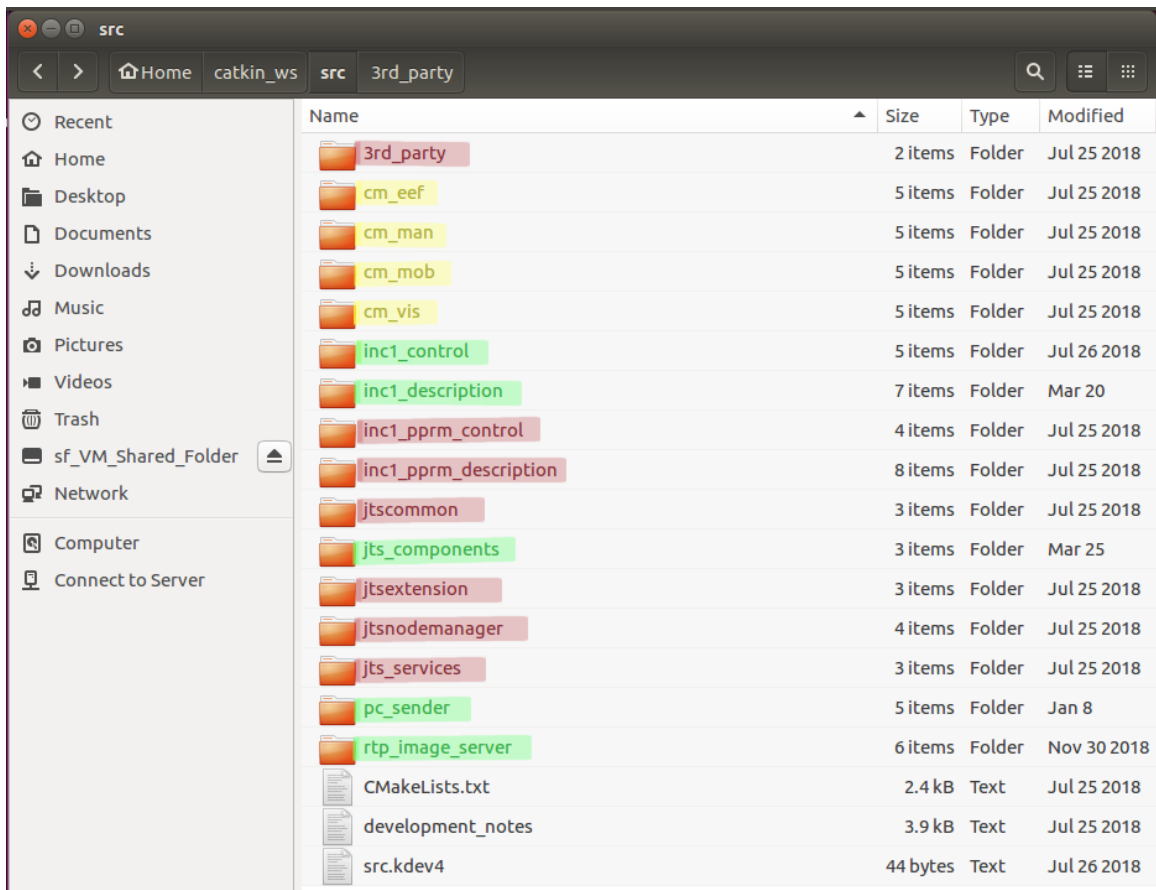 src
Home catkin_ws src 3rd_party
Recent
Home
Desktop
Documents
Downloads
Music
Pictures
Videos
Trash
sf_VM_Shared_Folder
Network
Computer
Connect to Server
Name Size Type Modified
3rd_party 2 items Folder Jul 25 2018
cm_eef 5 items Folder Jul 25 2018
cm_man 5 items Folder Jul 25 2018
cm_mob 5 items Folder Jul 25 2018
cm_vis 5 items Folder Jul 25 2018
inc1_control 5 items Folder Jul 26 2018
inc1_description 7 items Folder Mar 20
inc1_pprm_control 4 items Folder Jul 25 2018
inc1_pprm_description 8 items Folder Jul 25 2018
jtscommon 3 items Folder Jul 25 2018
jts_components 3 items Folder Mar 25
jtsextension 3 items Folder Jul 25 2018
jtsnodemanager 4 items Folder Jul 25 2018
jts_services 3 items Folder Jul 25 2018
pc_sender 5 items Folder Jan 8
rtp_image_server 6 items Folder Nov 30 2018
CMakeLists.txt 2.4 kB Text Jul 25 2018
development_notes 3.9 kB Text Jul 25 2018
src.kdev4 44 bytes Text Jul 26 2018